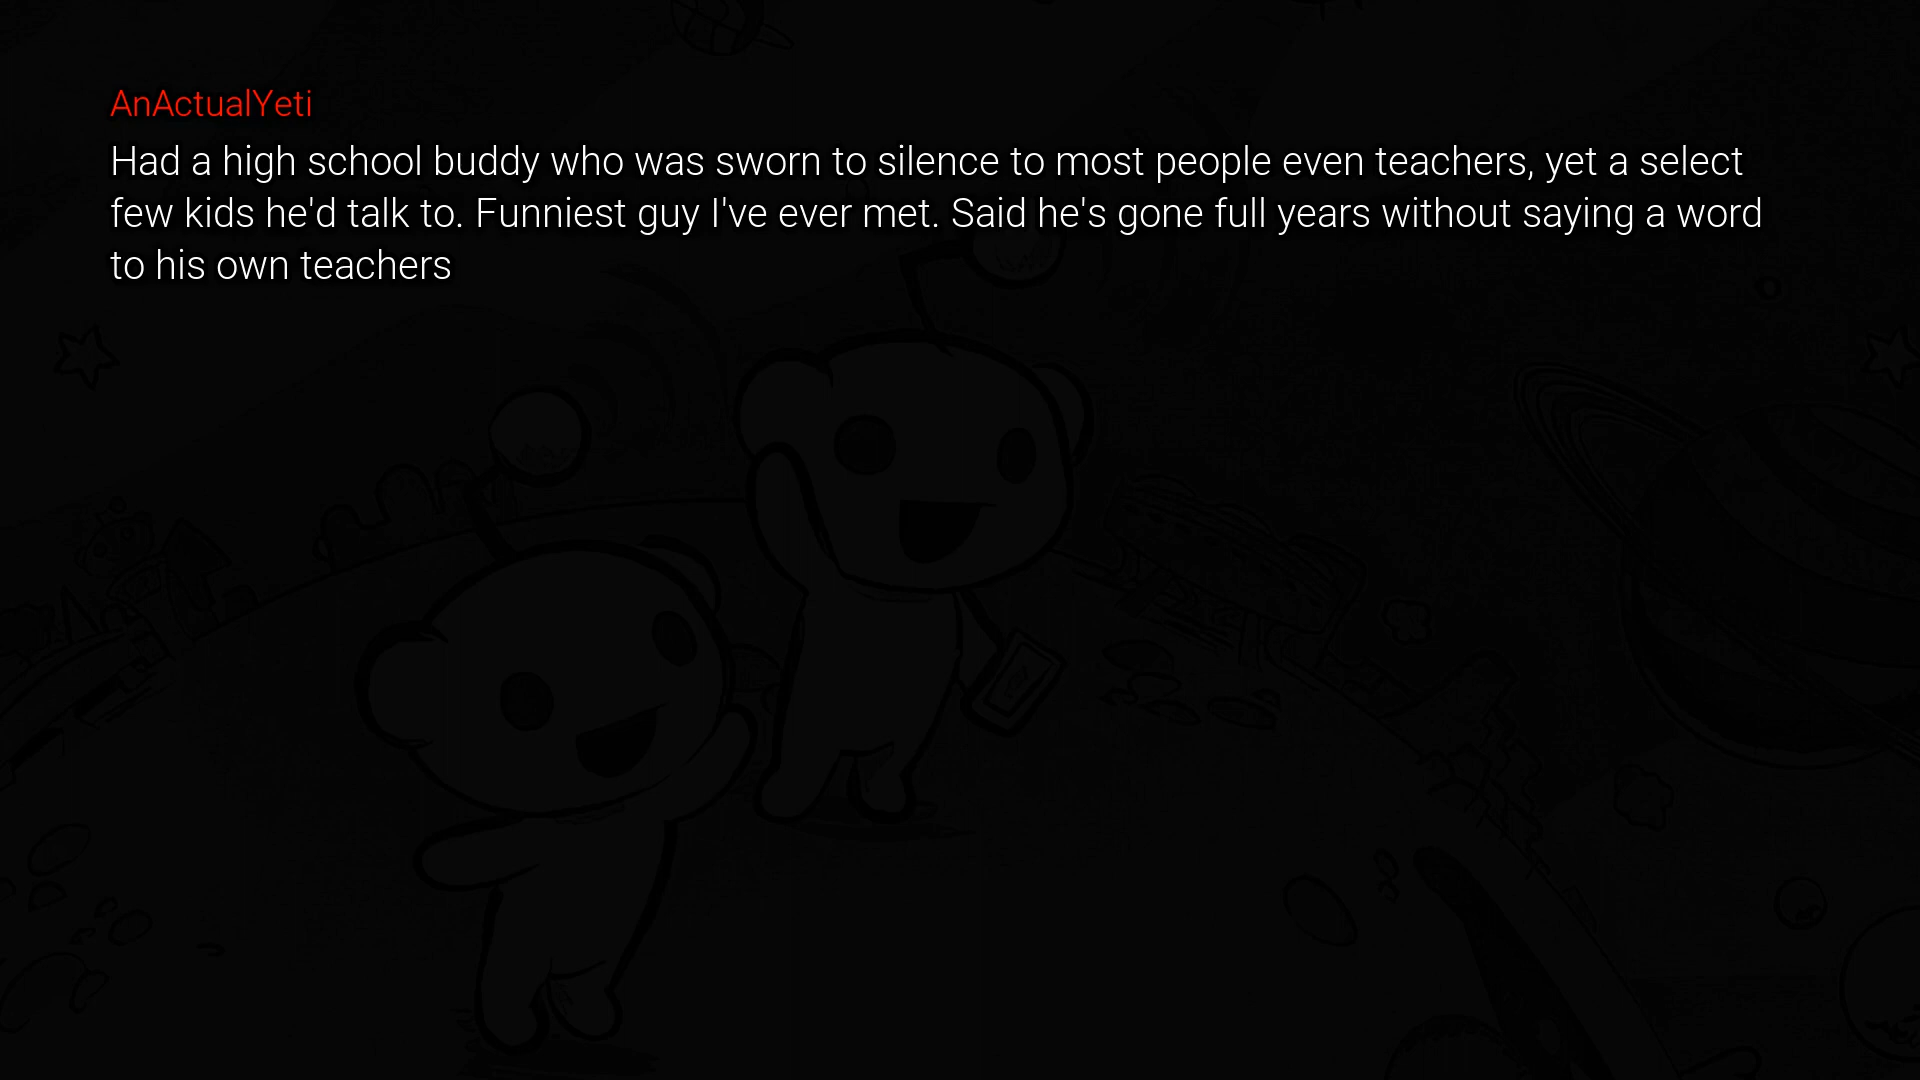 AnActualYeti
Had a high school buddy who was sworn to silence to most people even teachers, yet a select
few kids he'd talk to. Funniest guy I've ever met. Said he's gone full years without saying a word
to his own teachers